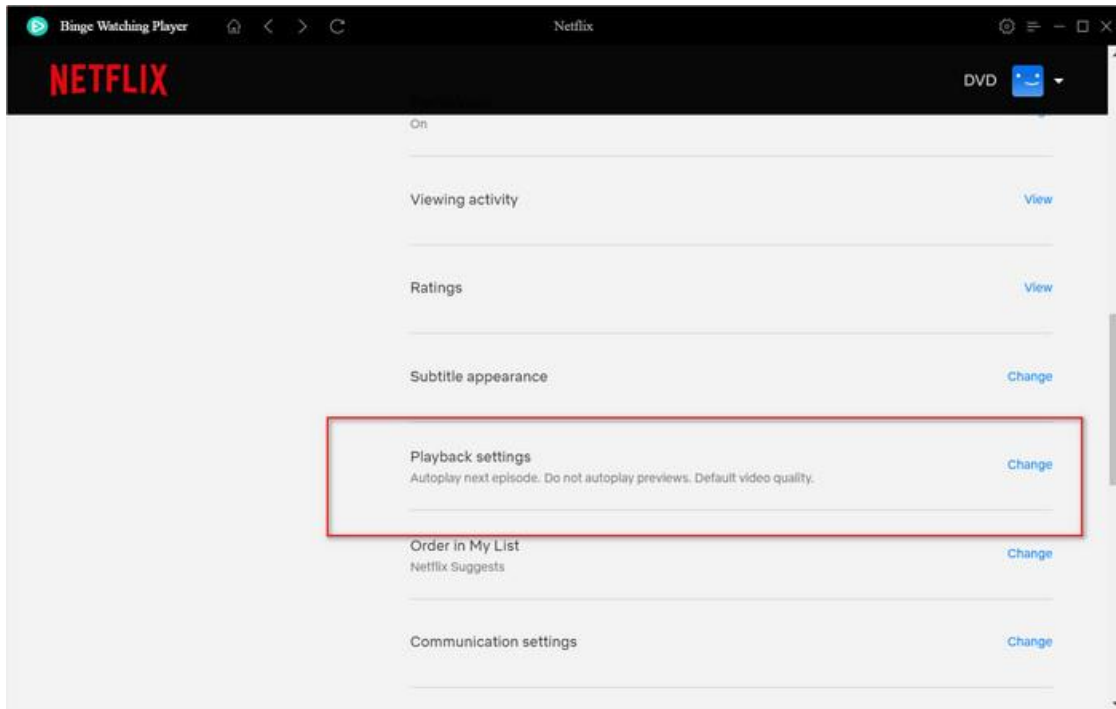 Binge Watching Player
Netflix
NETFLIX
DVD
On
Viewing activity
View
Ratings
View
Subtitle appearance
Change
Playback settings
Autoplay next episode. Do not autoplay previews. Default video quality.
Change
Order in My List
Netflix Suggests
Change
Communication settings
Change